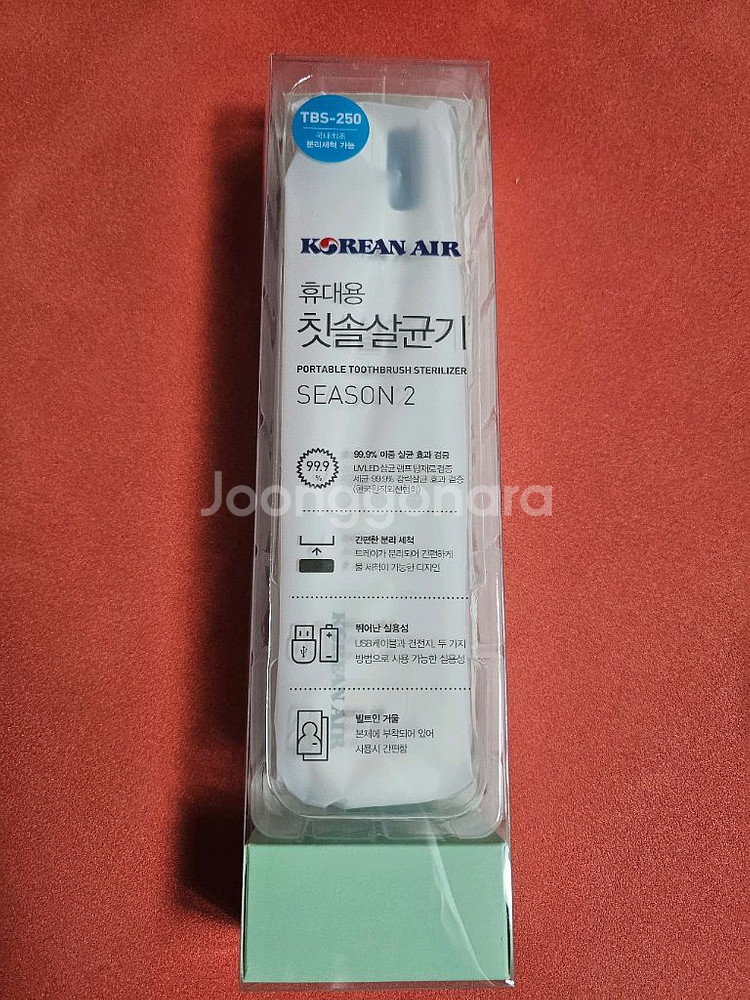 TBS-250
국내최초
분리세척 가능
KOREAN AIR
휴대용
칫솔살균기
PORTABLE TOOTHBRUSH STERILIZER
SEASON 2
99.9
%
99.9% 이중 살균 효과 검증
UV LED 살균 램프 탑재로 검증
세균 99.9% 강력살균 효과 검증
Joonggonara
간편한 분리 세척
트레이가 분리되어 간편하게
물 세척이 가능한 디자인
뛰어난 실용성
USB케이블과 건전지, 두 가지
방법으로 사용 가능한 실용성
빌트인 거울
본체에 부착되어 있어
사용시 간편함
KOREAN AIR